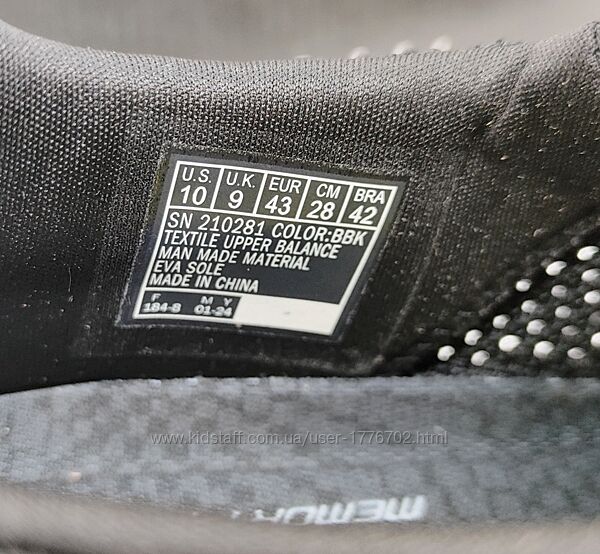 U.S. U.K. EUR CM BRA
10 9 43 28 42
SN 210281 COLOR:BBK
TEXTILE UPPER BALANCE
MAN MADE MATERIAL
EVA SOLE
MADE IN CHINA
F M Y
184-8 01-24
www.kidstaff.com.ua/user-1776702.html